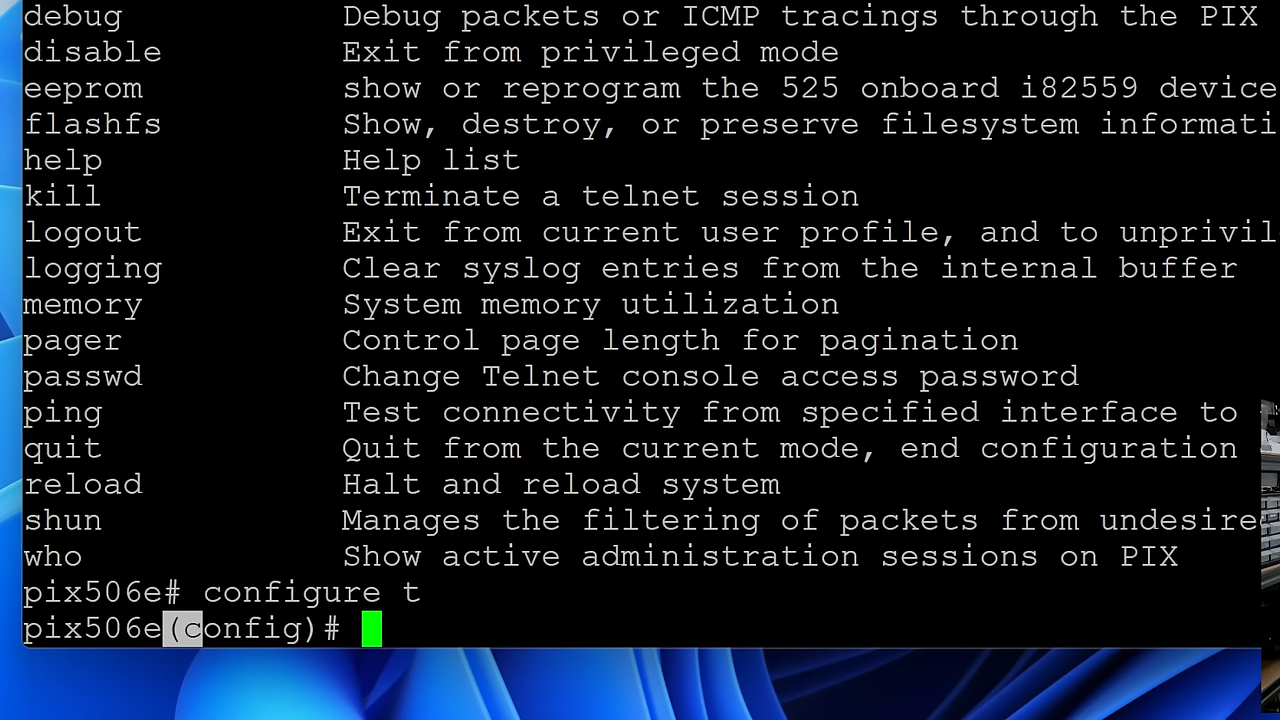 debug Debug packets or ICMP tracings through the PIX
disable Exit from privileged mode
eeprom show or reprogram the 525 onboard i82559 device
flashfs Show, destroy, or preserve filesystem informati
help Help list
kill Terminate a telnet session
logout Exit from current user profile, and to unprivil
logging Clear syslog entries from the internal buffer
memory System memory utilization
pager Control page length for pagination
passwd Change Telnet console access password
ping Test connectivity from specified interface to
quit Quit from the current mode, end configuration
reload Halt and reload system
shun Manages the filtering of packets from undesire
who Show active administration sessions on PIX
pix506e# configure t
pix506e(config)#